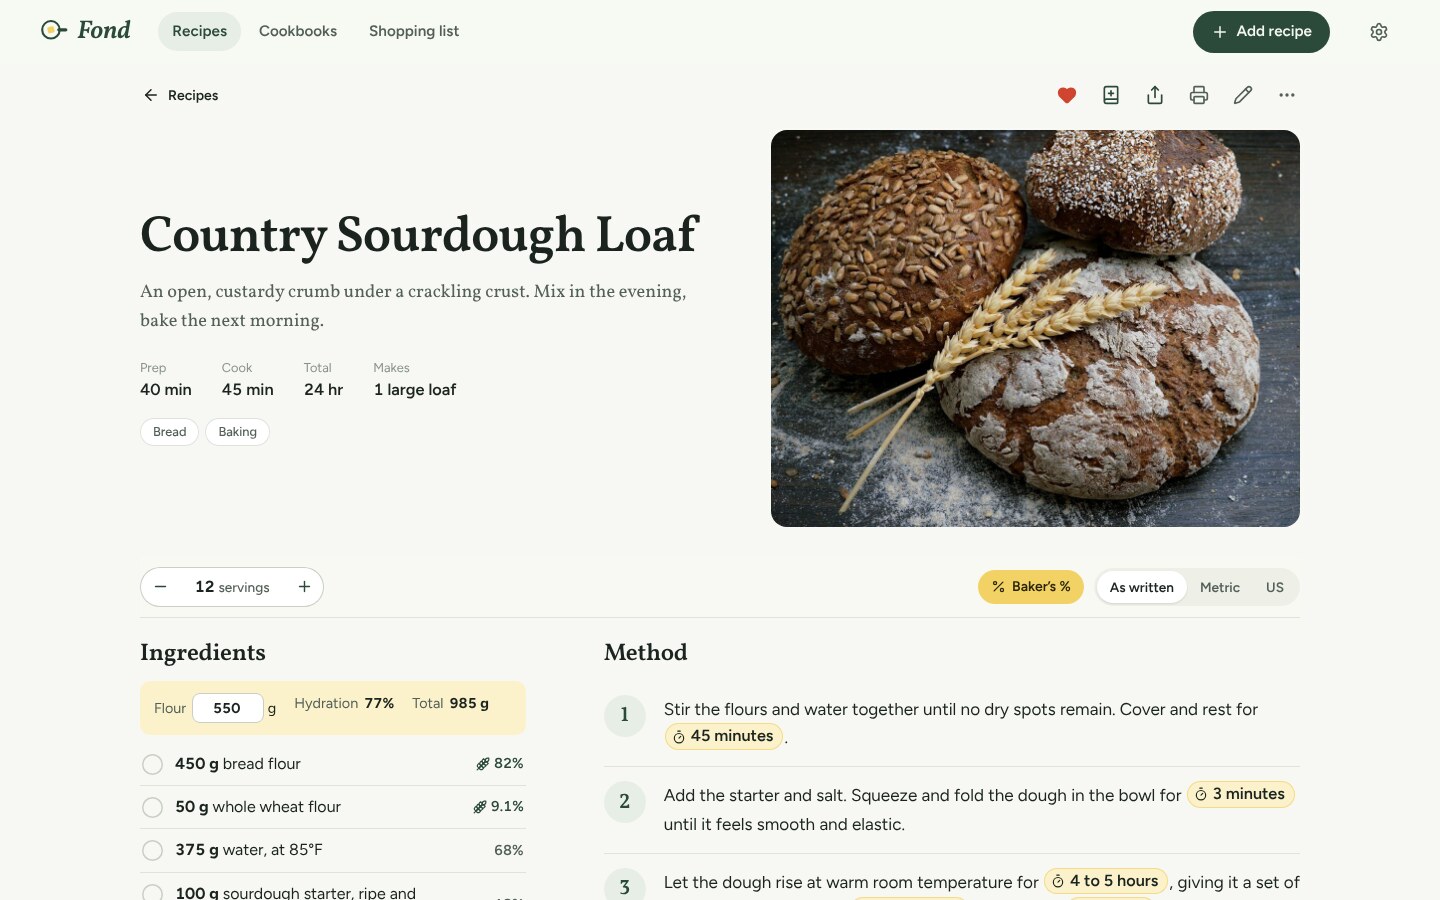 Fond
Recipes
Cookbooks
Shopping list
Add recipe
Recipes
Country Sourdough Loaf
An open, custardy crumb under a crackling crust. Mix in the evening,
bake the next morning.
Prep
Cook
Total
Makes
40 min
45 min
24 hr
1 large loaf
Bread
Baking
12 servings
% Baker's %
As written
Metric
US
Ingredients
Flour 550 g Hydration 77% Total 985 g
450 g bread flour 82%
50 g whole wheat flour 9.1%
375 g water, at 85°F 68%
100 g sourdough starter, ripe and
Method
1 Stir the flours and water together until no dry spots remain. Cover and rest for
45 minutes .
2 Add the starter and salt. Squeeze and fold the dough in the bowl for 3 minutes
until it feels smooth and elastic.
3 Let the dough rise at warm room temperature for 4 to 5 hours , giving it a set of